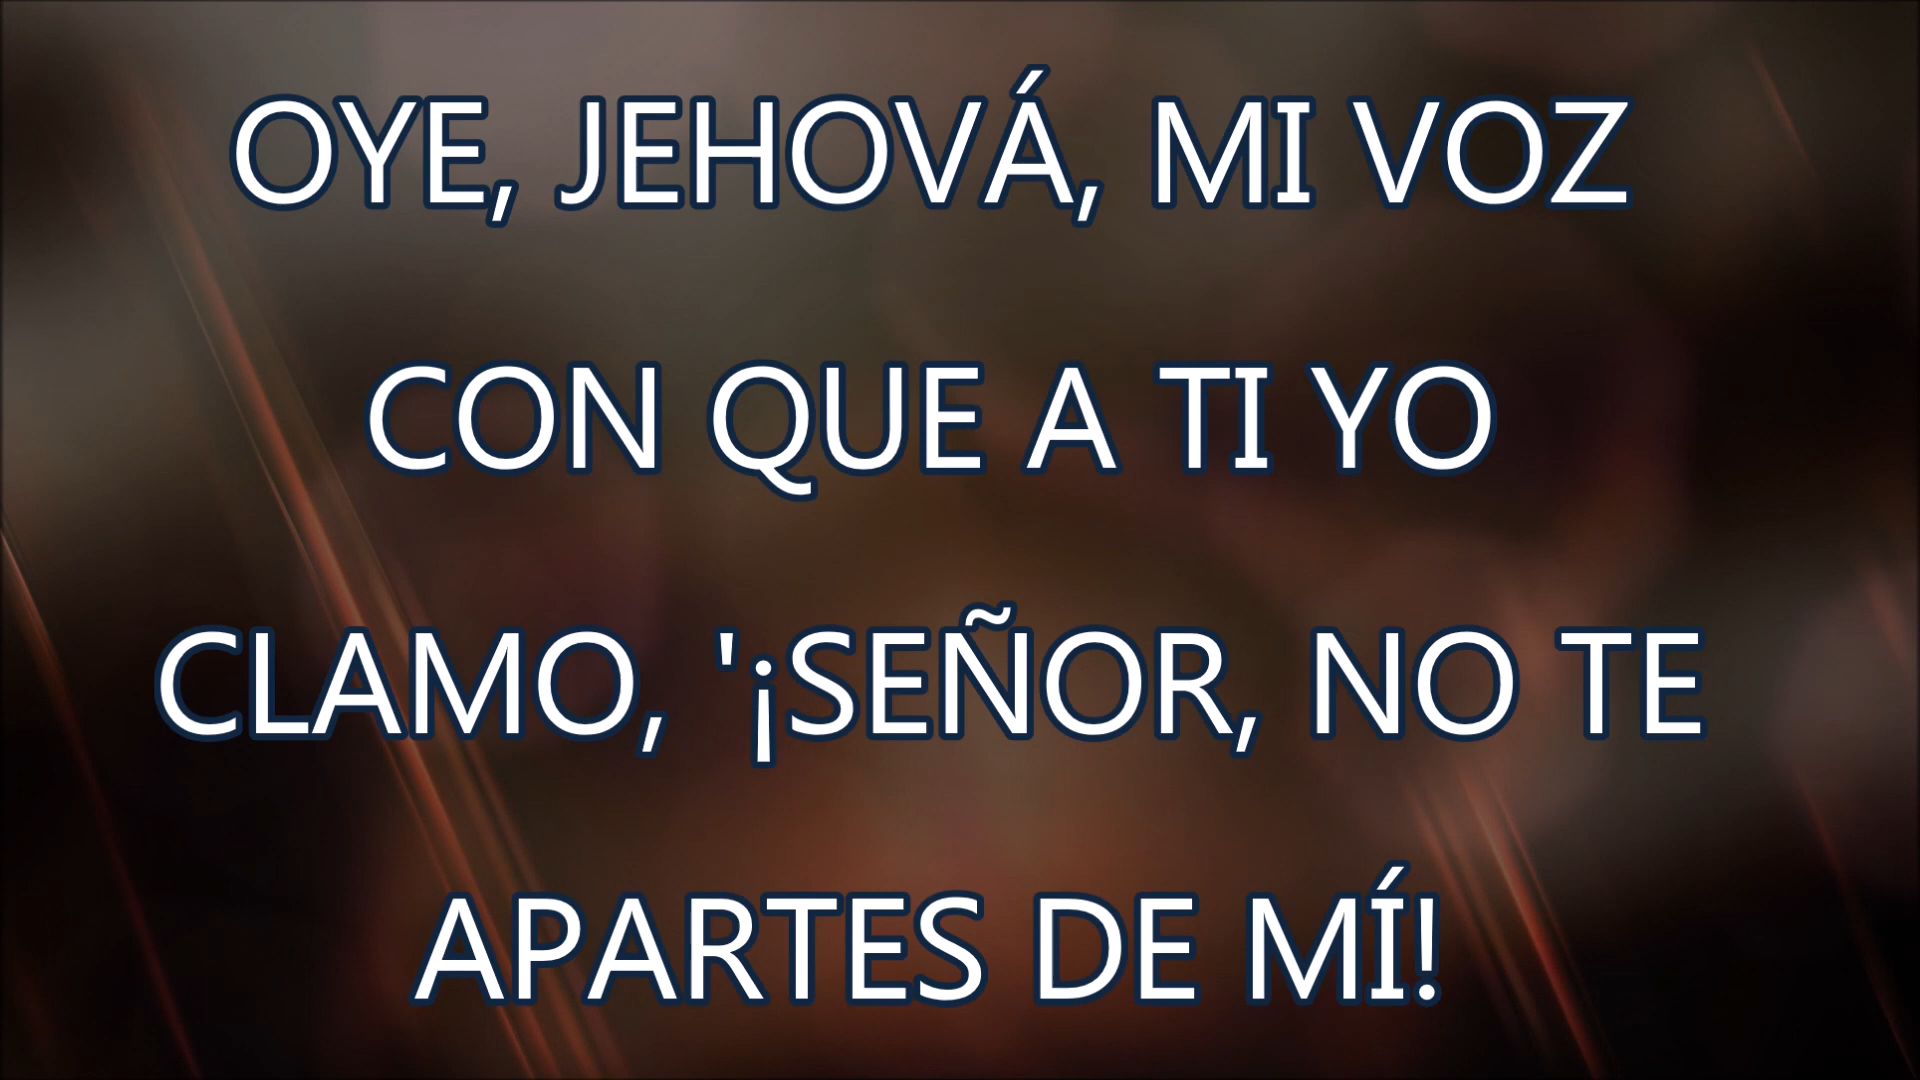 OYE, JEHOVÁ, MI VOZ
CON QUE A TI YO
CLAMO, '¡SEÑOR, NO TE
APARTES DE MÍ!